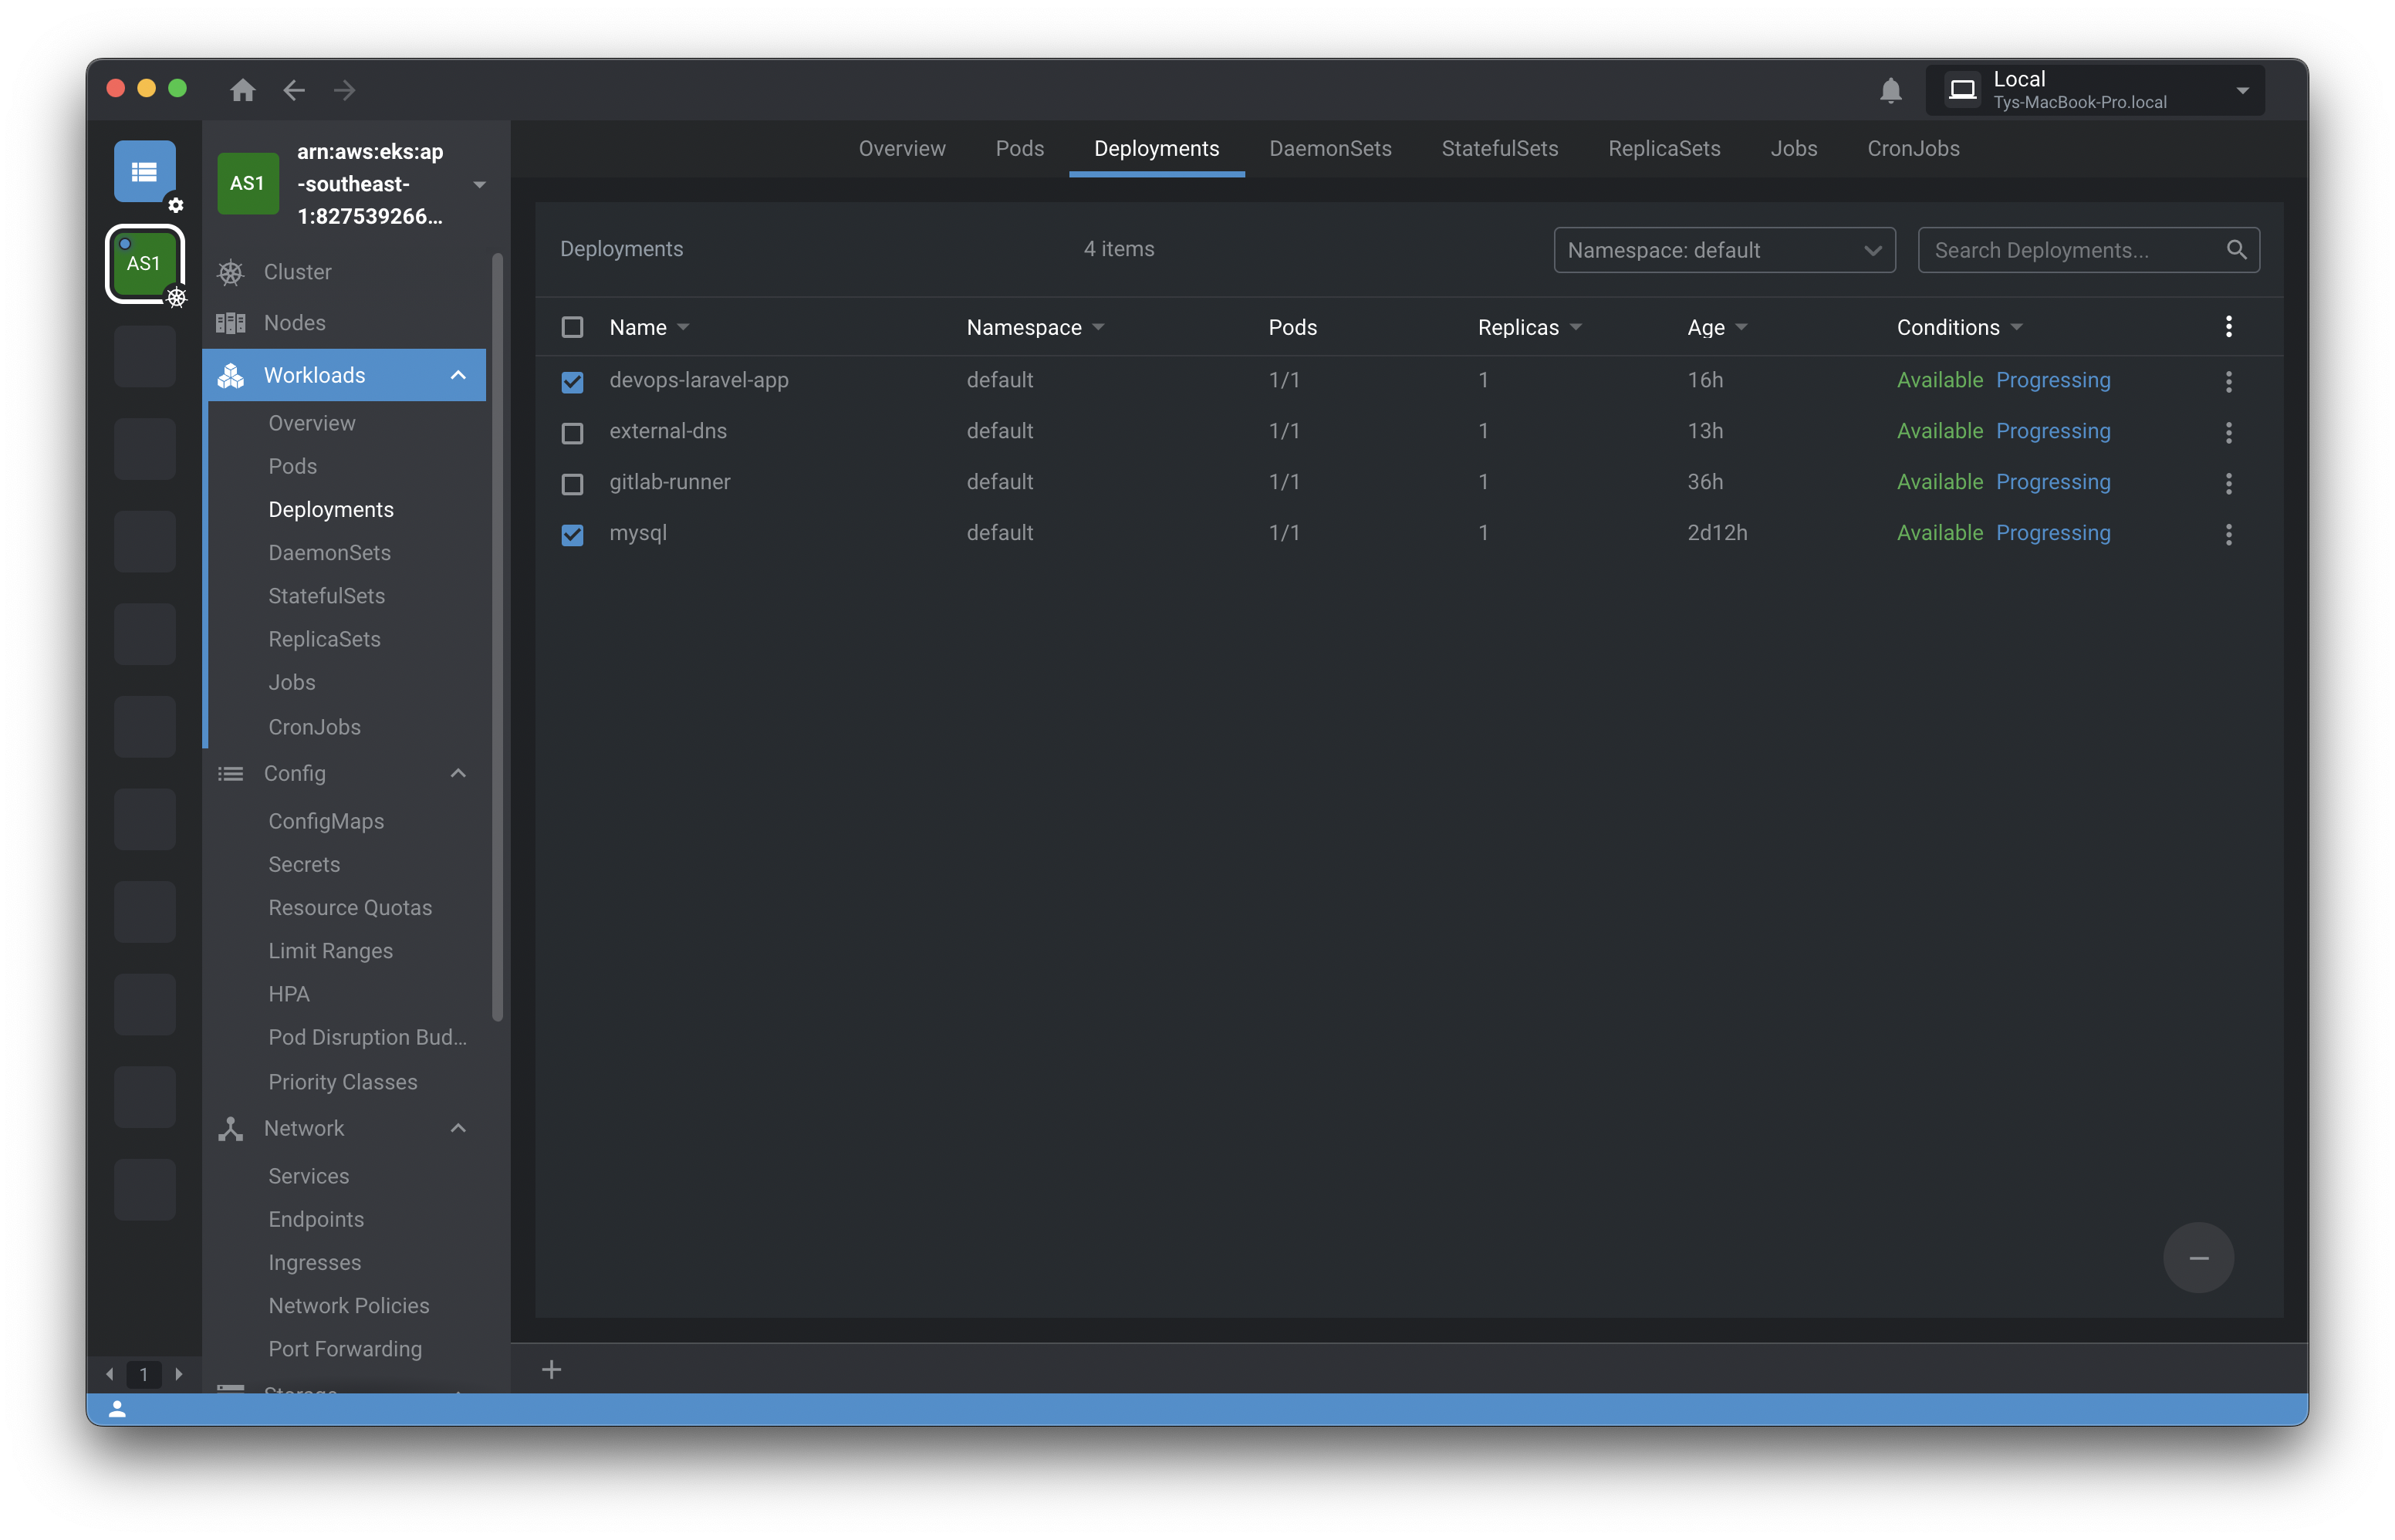 Local
Tys-MacBook-Pro.local
AS1
arn:aws:eks:ap
-southeast-
1:827539266...
AS1
Cluster
Nodes
Workloads
Overview
Pods
Deployments
DaemonSets
StatefulSets
ReplicaSets
Jobs
CronJobs
Config
ConfigMaps
Secrets
Resource Quotas
Limit Ranges
HPA
Pod Disruption Bud...
Priority Classes
Network
Services
Endpoints
Ingresses
Network Policies
Port Forwarding
Storage
1
Overview Pods Deployments DaemonSets StatefulSets ReplicaSets Jobs CronJobs
Deployments 4 items Namespace: default Search Deployments...
Name Namespace Pods Replicas Age Conditions
devops-laravel-app default 1/1 1 16h Available Progressing
external-dns default 1/1 1 13h Available Progressing
gitlab-runner default 1/1 1 36h Available Progressing
mysql default 1/1 1 2d12h Available Progressing